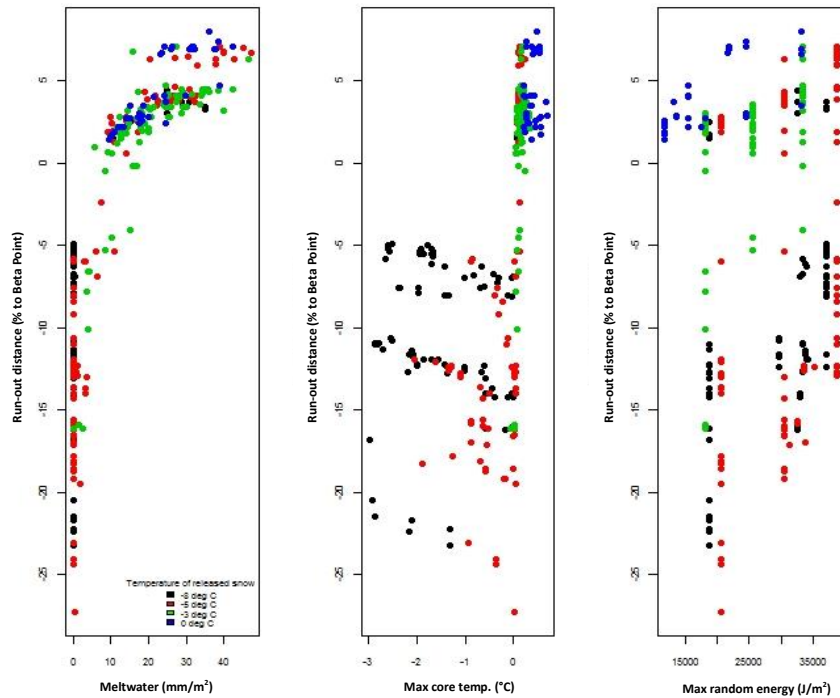 Run-out distance (% to Beta Point)
5
0
-5
-10
-15
-20
-25
Temperature of released snow
-8 deg C
-5 deg C
-3 deg C
0 deg C
0 10 20 30 40
Meltwater (mm/m²)
Run-out distance (% to Beta Point)
5
0
-5
-10
-15
-20
-25
-3 -2 -1 0
Max core temp. (°C)
Run-out distance (% to Beta Point)
5
0
-5
-10
-15
-20
-25
15000 25000 35000
Max random energy (J/m²)